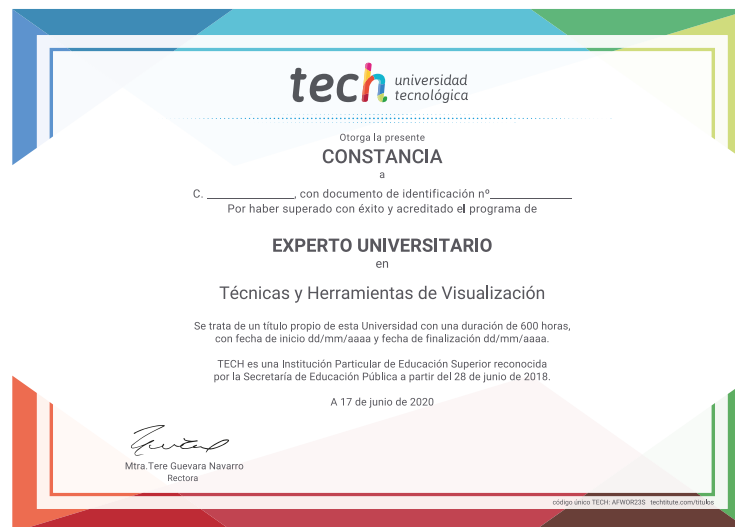 tech universidad
tecnológica
Otorga la presente
CONSTANCIA
a
C. ________________, con documento de identificación nº______________
Por haber superado con éxito y acreditado el programa de
EXPERTO UNIVERSITARIO
en
Técnicas y Herramientas de Visualización
Se trata de un título propio de esta Universidad con una duración de 600 horas,
con fecha de inicio dd/mm/aaaa y fecha de finalización dd/mm/aaaa.
TECH es una Institución Particular de Educación Superior reconocida
por la Secretaría de Educación Pública a partir del 28 de junio de 2018.
A 17 de junio de 2020
Mtra.Tere Guevara Navarro
Rectora
código único TECH: AFWOR23S techtitute.com/títulos